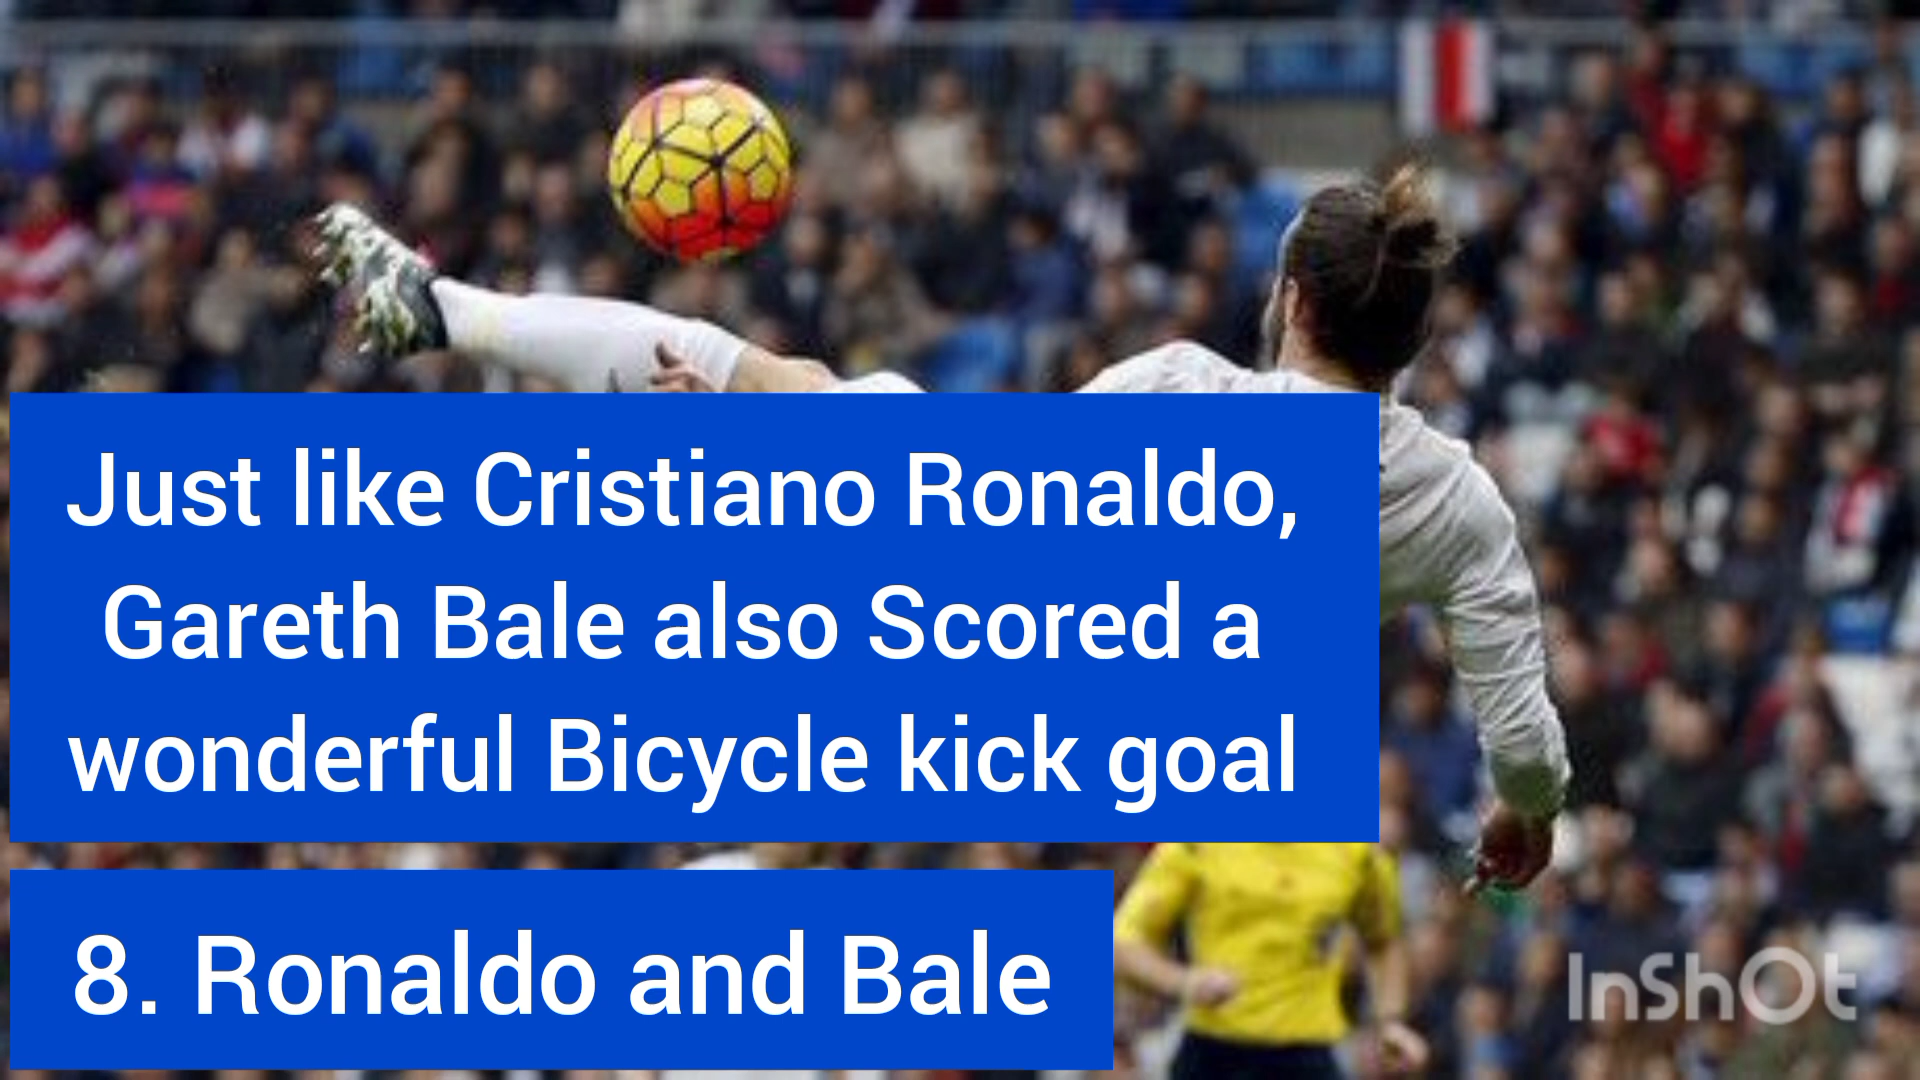 Just like Cristiano Ronaldo,
Gareth Bale also Scored a
wonderful Bicycle kick goal
8. Ronaldo and Bale
InShOt